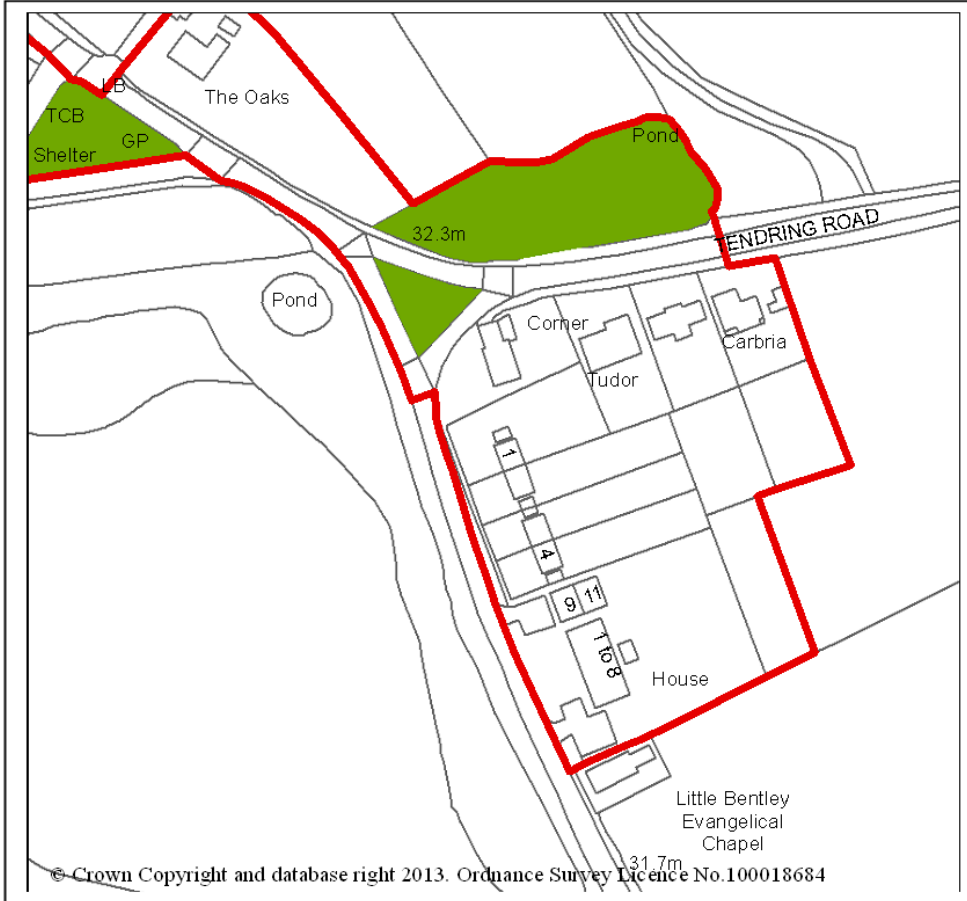 LB
The Oaks
TCB
GP
Pond
Shelter
TENDRING ROAD
32.3m
Pond
Corner
Carbria
Tudor
1
4
9
11
1 to 8
House
Little Bentley
Evangelical
Chapel
31.7m
© Crown Copyright and database right 2013. Ordnance Survey Licence No.100018684